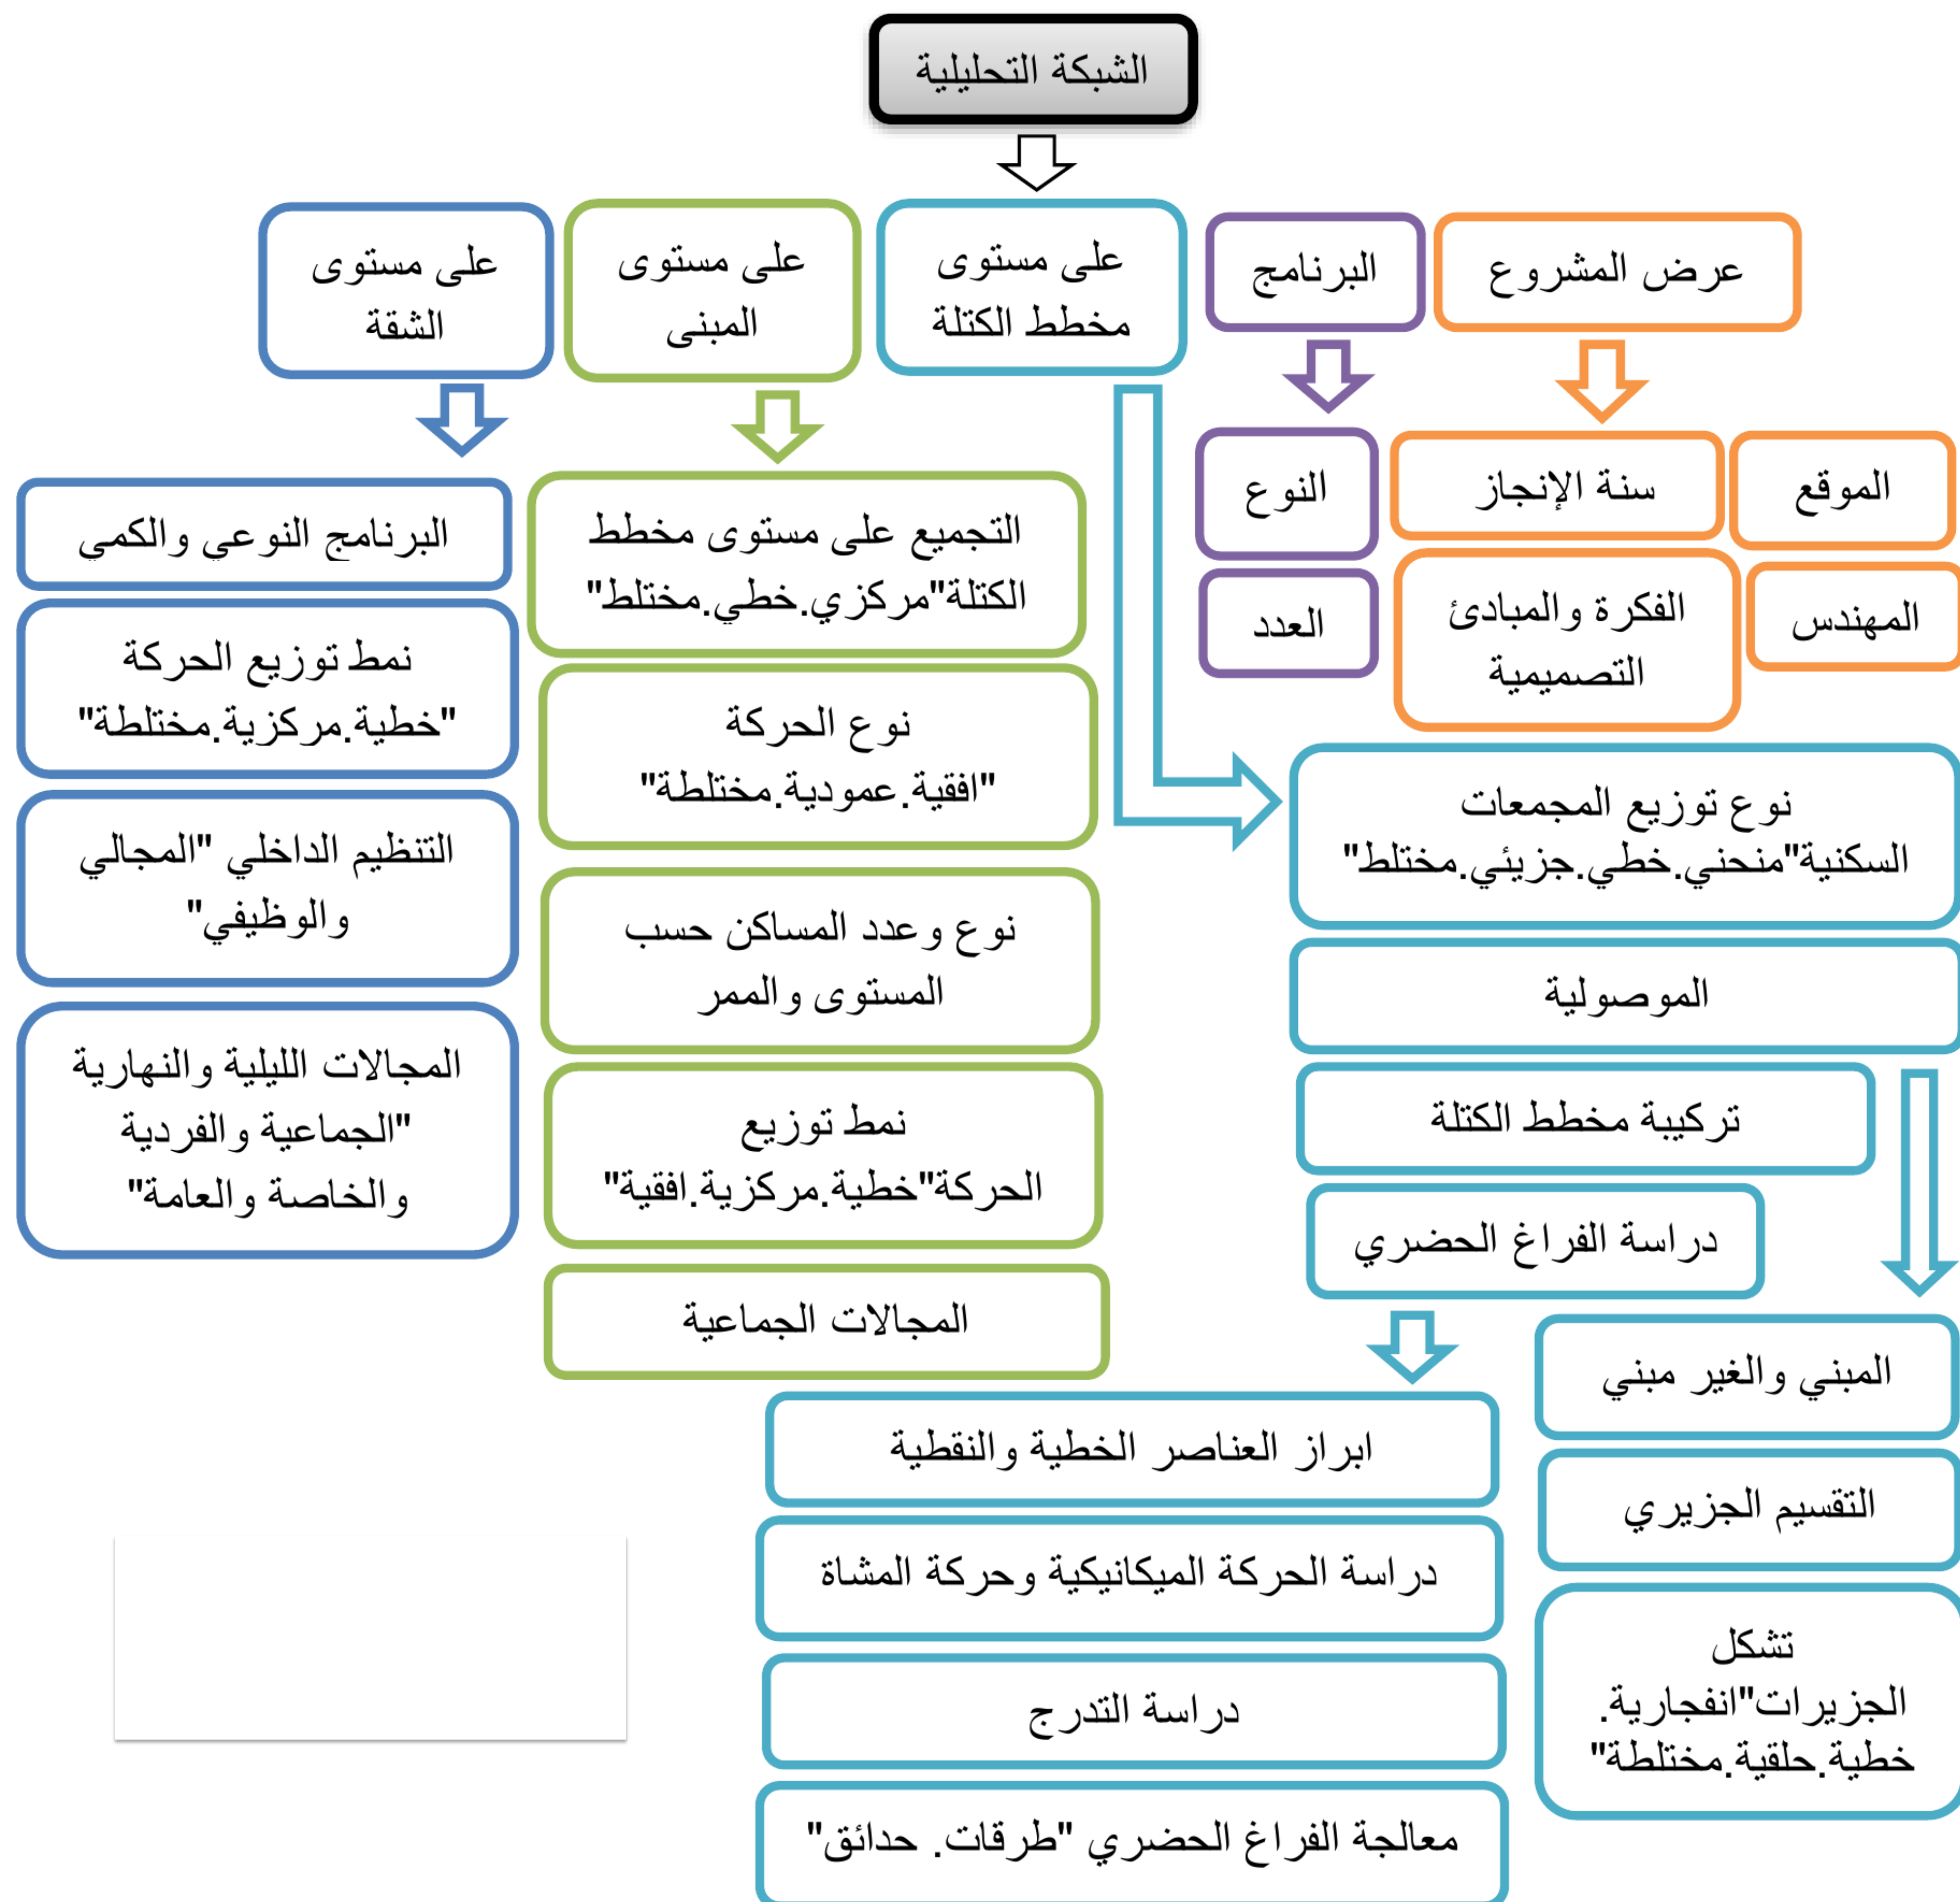 الشبكة التحليلية
عرض المشروع
البرنامج
على مستوى
مخطط الكتلة
على مستوى
المبنى
على مستوى
الشقة
الموقع
سنة الإنجاز
المهندس
الفكرة والمبادئ
التصميمية
النوع
العدد
نوع توزيع المجمعات
السكنية"منحني.خطي.جزيئي.مختلط"
الموصولية
تركيبة مخطط الكتلة
دراسة الفراغ الحضري
المبني والغير مبني
التقسيم الجزيري
تشكل
الجزيرات"انفجارية.
خطية.حلقية.مختلطة"
ابراز العناصر الخطية والنقطية
دراسة الحركة الميكانيكية وحركة المشاة
دراسة التدرج
معالجة الفراغ الحضري "طرقات. حدائق"
التجميع على مستوى مخطط
الكتلة"مركزي.خطي.مختلط"
نوع الحركة
"افقية.عمودية.مختلطة"
نوع وعدد المساكن حسب
المستوى والممر
نمط توزيع
الحركة"خطية.مركزية.افقية"
المجالات الجماعية
البرنامج النوعي والكمي
نمط توزيع الحركة
"خطية.مركزية.مختلطة"
التنظيم الداخلي "المجالي
والوظيفي"
المجالات الليلية والنهارية
"الجماعية والفردية
والخاصة والعامة"